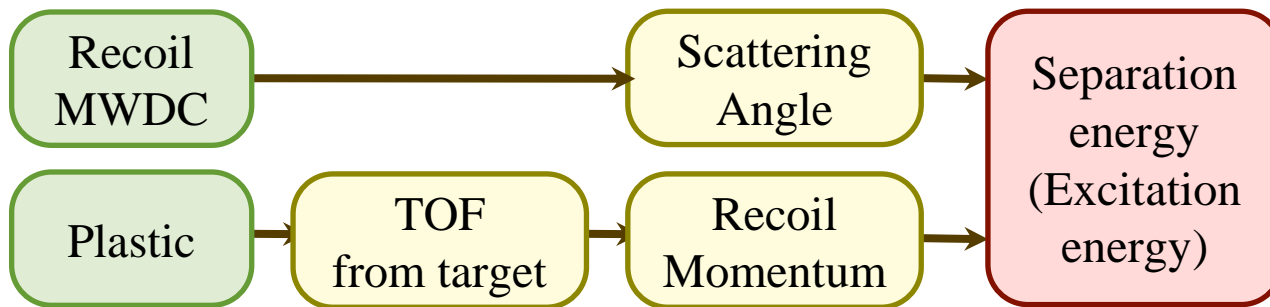 Recoil
MWDC
Scattering
Angle
Separation
energy
(Excitation
energy)
Plastic
TOF
from target
Recoil
Momentum